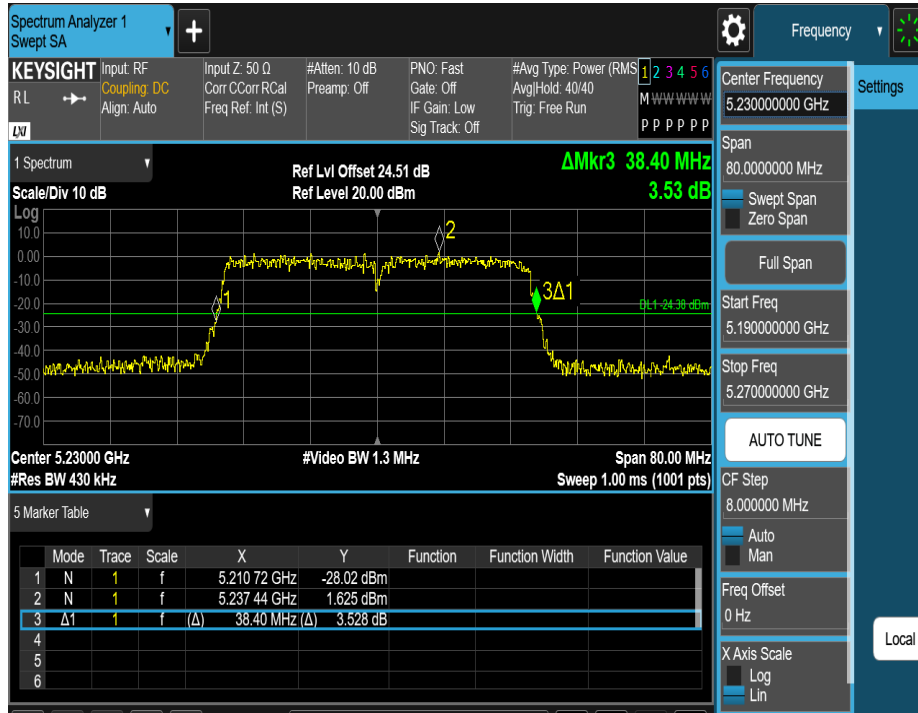 Spectrum Analyzer 1
Swept SA
+
Frequency
KEYSIGHT
RL
LXI
Input: RF
Coupling: DC
Align: Auto
Input Z: 50 Ω
Corr CCorr RCal
Freq Ref: Int (S)
#Atten: 10 dB
Preamp: Off
PNO: Fast
Gate: Off
IF Gain: Low
Sig Track: Off
#Avg Type: Power (RMS
Avg|Hold: 40/40
Trig: Free Run
1 2 3 4 5 6
M W W W W W
P P P P P P
Center Frequency
5.230000000 GHz
Settings
1 Spectrum
Scale/Div 10 dB
Ref Lvl Offset 24.51 dB
Ref Level 20.00 dBm
ΔMkr3 38.40 MHz
3.53 dB
Span
80.0000000 MHz
Swept Span
Zero Span
Full Span
Start Freq
5.190000000 GHz
Stop Freq
5.270000000 GHz
AUTO TUNE
CF Step
8.000000 MHz
Auto
Man
Freq Offset
0 Hz
X Axis Scale
Log
Lin
Local
Log
10.0
0.00
-10.0
-20.0
-30.0
-40.0
-50.0
-60.0
-70.0
2
1
3Δ1
DL1 -24.38 dBm
Center 5.23000 GHz
#Video BW 1.3 MHz
Span 80.00 MHz
#Res BW 430 kHz
Sweep 1.00 ms (1001 pts)
5 Marker Table
Mode Trace Scale X Y Function Function Width Function Value
1 N 1 f 5.210 72 GHz -28.02 dBm
2 N 1 f 5.237 44 GHz 1.625 dBm
3 Δ1 1 f (Δ) 38.40 MHz (Δ) 3.528 dB
4
5
6